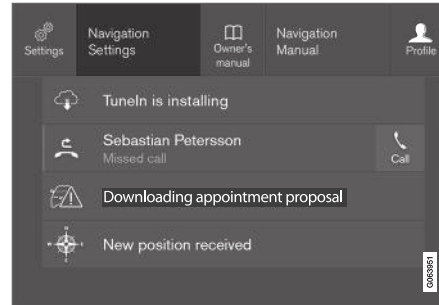 Settings
Navigation
Settings
Owner's
manual
Navigation
Manual
Profile
TuneIn is installing
Sebastian Petersson
Missed call
Call
Downloading appointment proposal
New position received
G063951